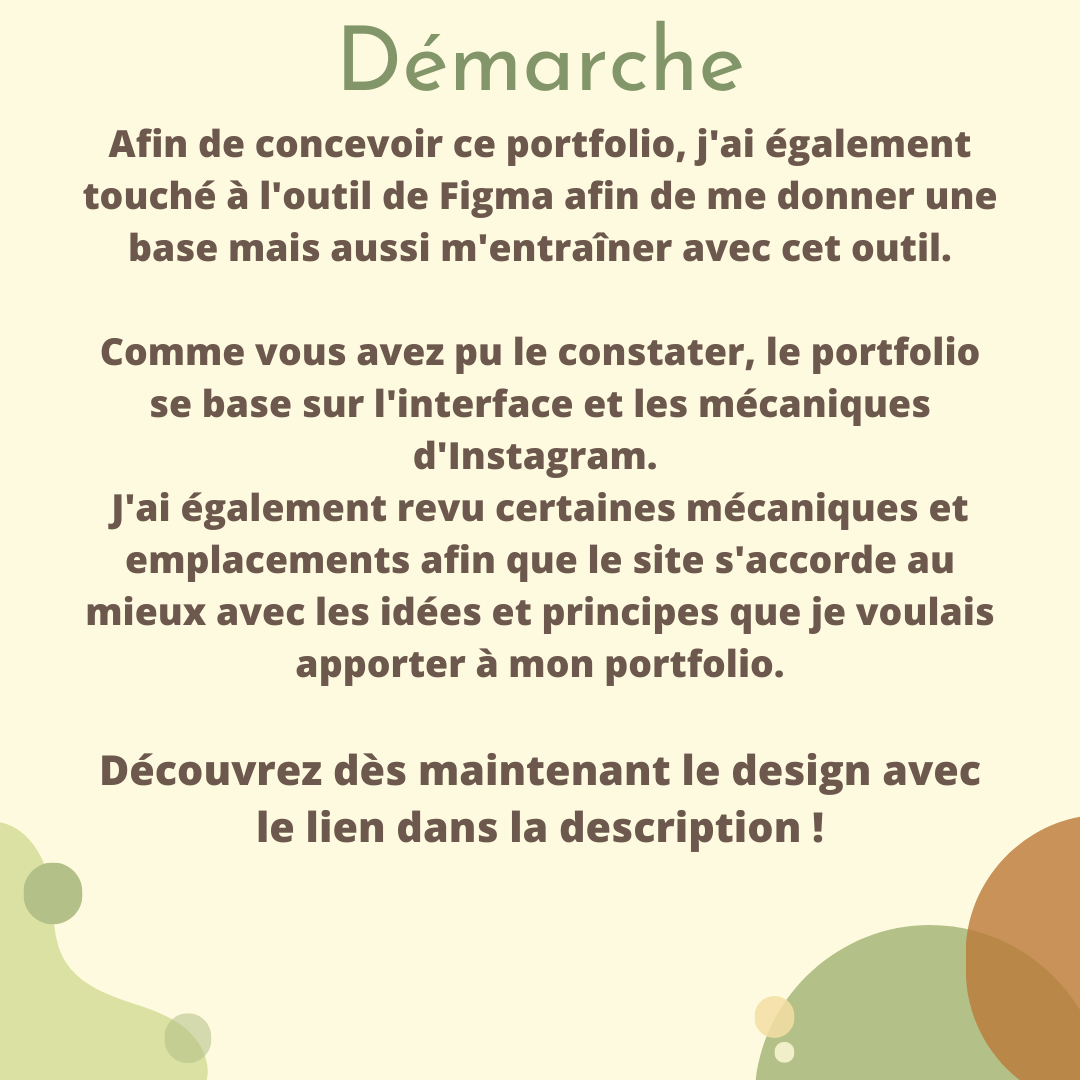 Démarche
Afin de concevoir ce portfolio, j'ai également
touché à l'outil de Figma afin de me donner une
base mais aussi m'entraîner avec cet outil.
Comme vous avez pu le constater, le portfolio
se base sur l'interface et les mécaniques
d'Instagram.
J'ai également revu certaines mécaniques et
emplacements afin que le site s'accorde au
mieux avec les idées et principes que je voulais
apporter à mon portfolio.
Découvrez dès maintenant le design avec
le lien dans la description !